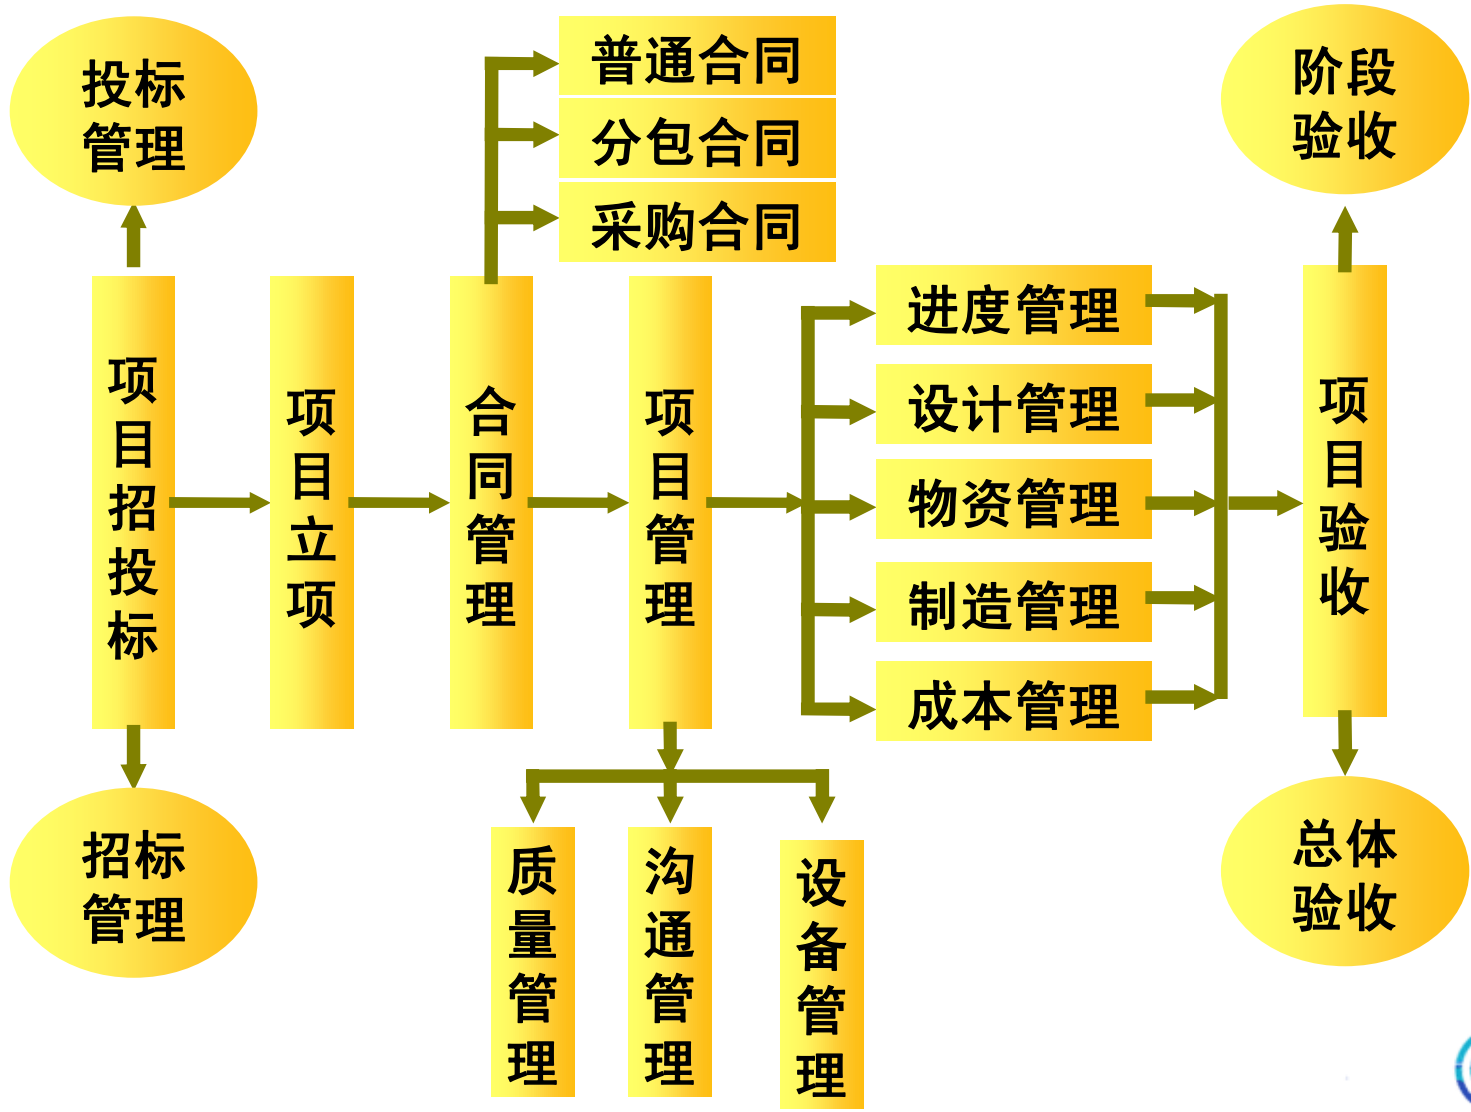 投标
管理
普通合同
分包合同
采购合同
阶段
验收
项目招投标
项目立项
合同管理
项目管理
进度管理
设计管理
物资管理
制造管理
成本管理
项目验收
招标
管理
质量管理
沟通管理
设备管理
总体
验收